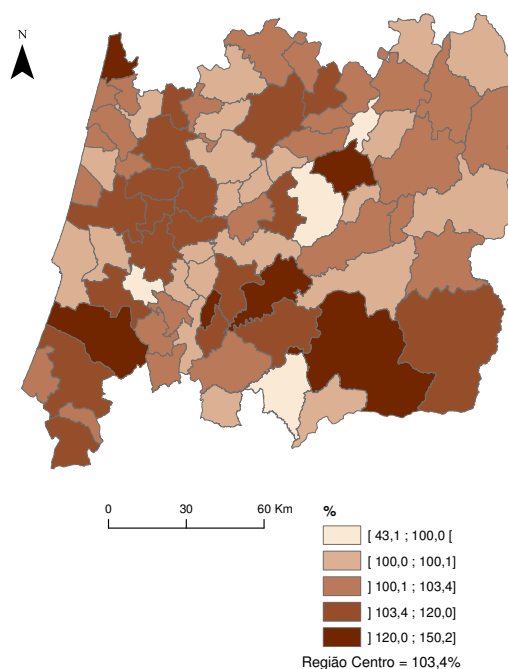 N
0 30 60 Km
%
[ 43,1 ; 100,0 [
[ 100,0 ; 100,1]
] 100,1 ; 103,4]
] 103,4 ; 120,0]
] 120,0 ; 150,2]
Região Centro = 103,4%